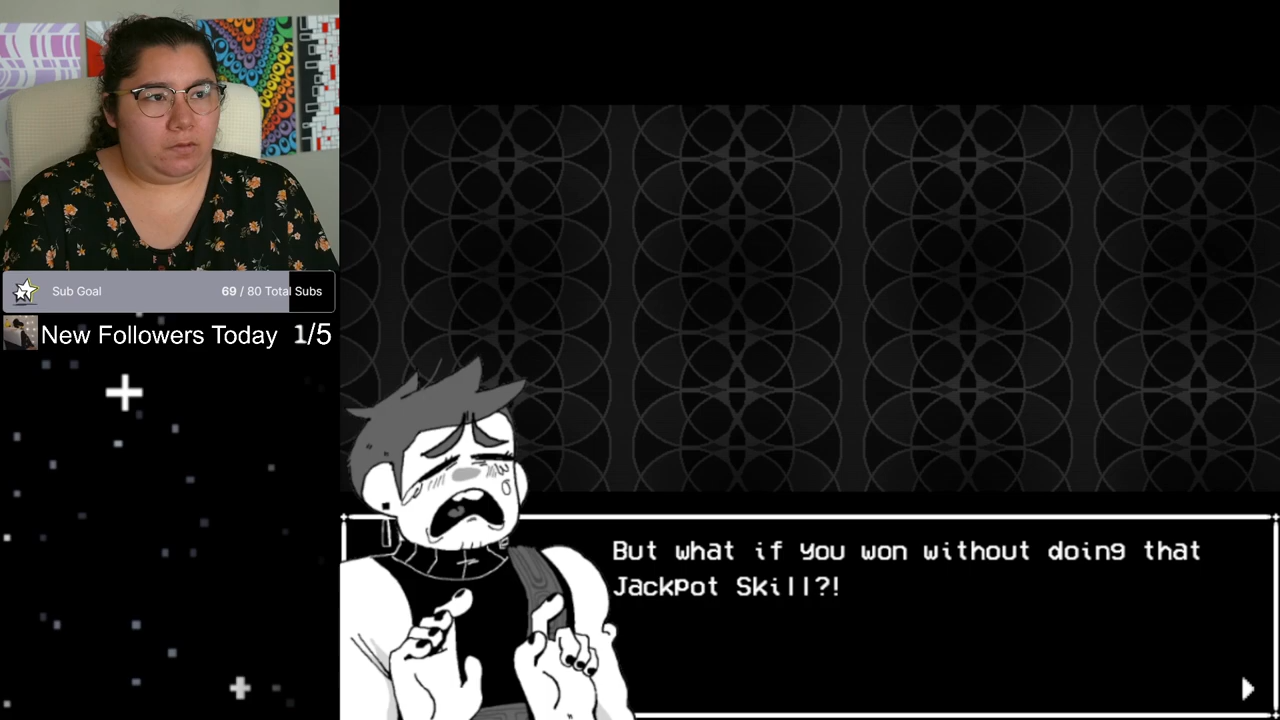 Sub Goal
69 / 80 Total Subs
New Followers Today 1/5
But what if you won without doing that
Jackpot Skill?!